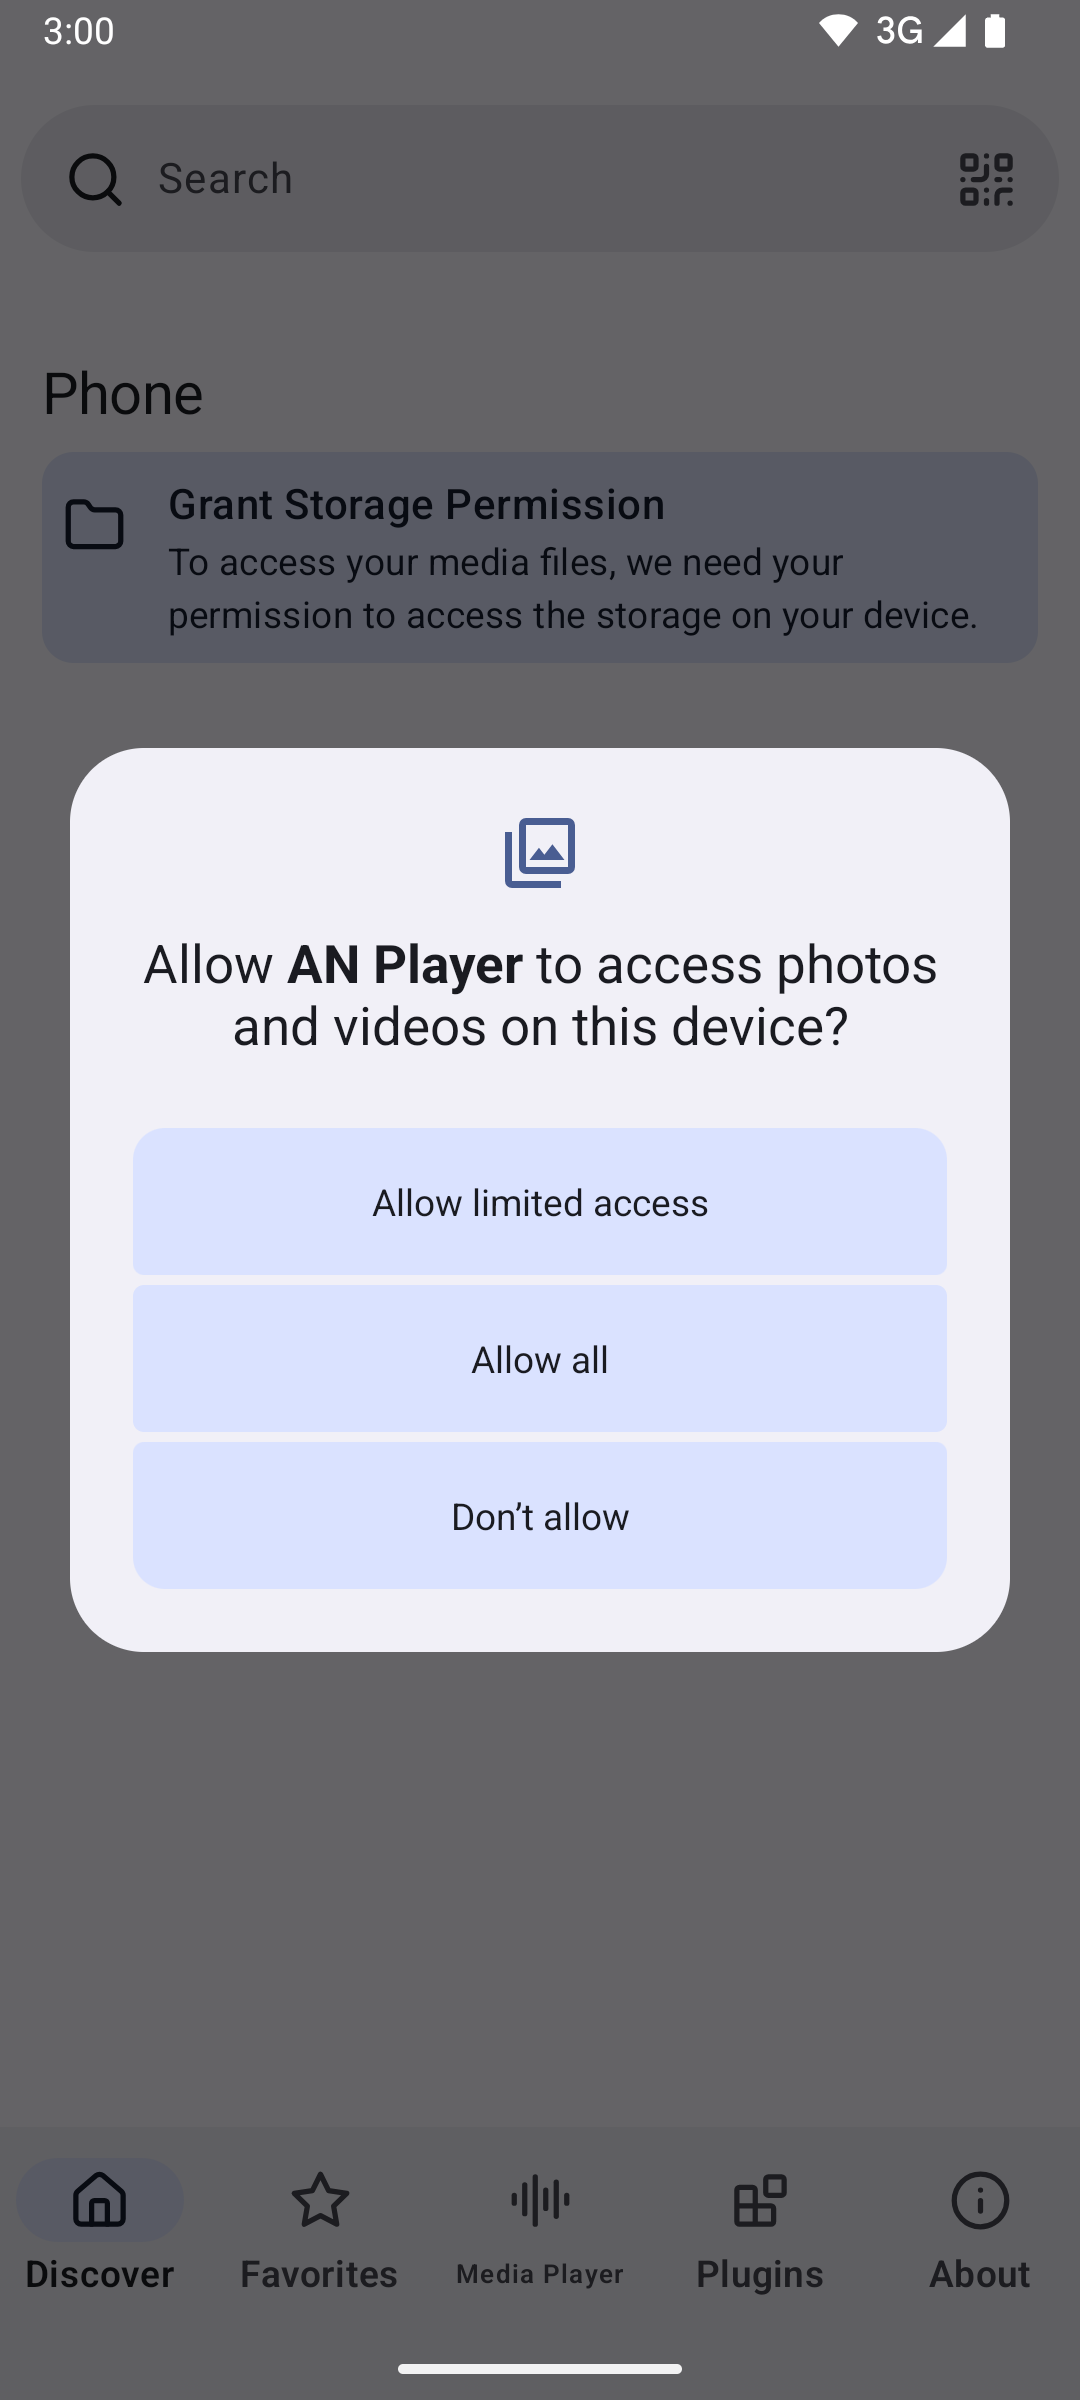 3:00
3G
Search
Phone
Grant Storage Permission
To access your media files, we need your
permission to access the storage on your device.
Allow AN Player to access photos
and videos on this device?
Allow limited access
Allow all
Don’t allow
Discover
Favorites
Media Player
Plugins
About